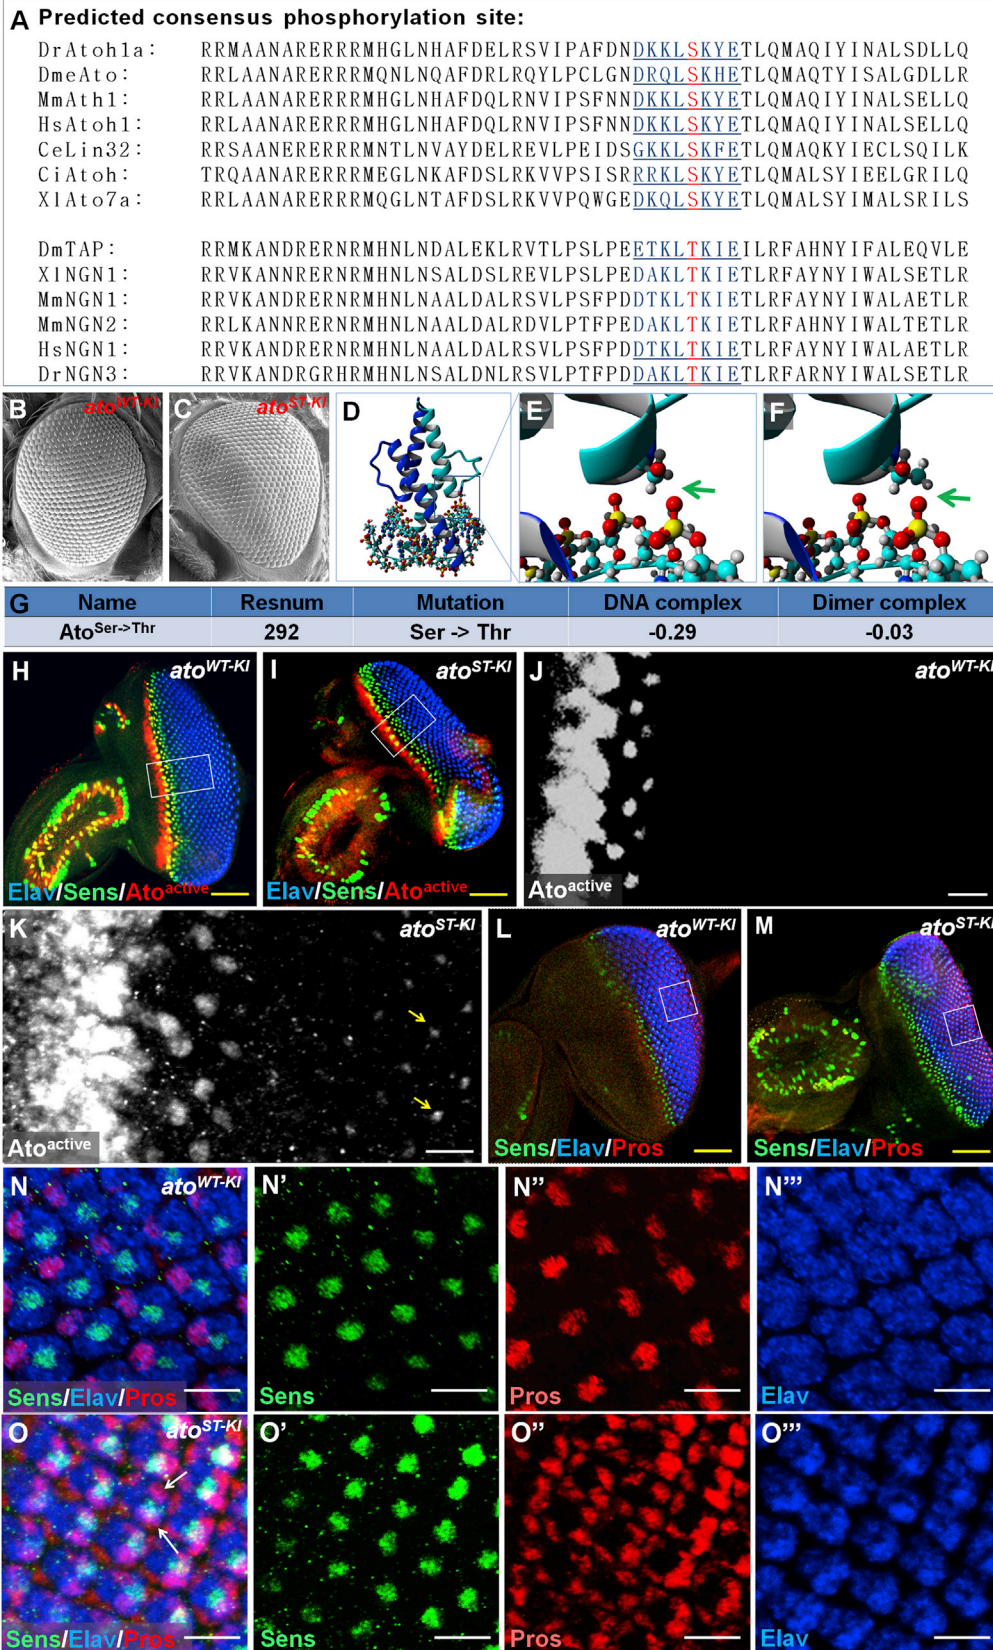 A Predicted consensus phosphorylation site:
DrAtoh1a: RRMAANARERRRMHGLNHAFDELRSVIPAFDNDKKLSKYETLQMAQIYINALSDLLQ
DmeAto: RRLAANARERRRMQNLNQAFDRLRQYLPCLGNDRQLSKHETLQMAQTYISALGDLLR
MmAth1: RRLAANARERRRMHGLNHAFDQLRNVIPSFNNDKKLSKYETLQMAQIYINALSELLQ
HsAtoh1: RRLAANARERRRMHGLNHAFDQLRNVIPSFNNDKKLSKYETLQMAQIYINALSELLQ
CeLin32: RRSAANERERRRMNTLNVAYDELREVLPEIDSGKKLSKFETLQMAQKYIECLSQILK
CiAtoh: TRQAANARERRRMEGLNKAFDSLRKVVPSISRRRKLSKYETLQMALSYIEELGRILQ
XlAto7a: RRLAANARERRRMQGLNTAFDSLRKVVPQWGEDKQLSKYETLQMALSYIMALSRILS
DmTAP: RRMKANDRERNRMHNLNDALEKLRVTLPSLPEETKLTKIEILRFAHNYIFALEQVLE
XlNGN1: RRVKANNRERNRMHNLNSALDSLREVLPSLPEDAKLTKIETLRFAYNYIWALSETLR
MmNGN1: RRVKANDRERNRMHNLNAALDALRSVLPSFPDDTKLTKIETLRFAYNYIWALAETLR
MmNGN2: RRLKANNRERNRMHNLNAALDALRDVLPTFPEDAKLTKIETLRFAHNYIWALTETLR
HsNGN1: RRVKANDRERNRMHNLNAALDALRSVLPSFPDDTKLTKIETLRFAYNYIWALAETLR
DrNGN3: RRVKANDRGRHRMHNLNSALDNLRSVLPTFPDDAKLTKIETLRFARNYIWALSETLR
B atoWT-KI
C atoST-KI
D
E
F
G Name Resnum Mutation DNA complex Dimer complex
AtoSer->Thr 292 Ser -> Thr -0.29 -0.03
H atoWT-KI
Elav/Sens/Atoactive
I atoST-KI
Elav/Sens/Atoactive
J atoWT-KI
Atoactive
K atoST-KI
Atoactive
L atoWT-KI
Sens/Elav/Pros
M atoST-KI
Sens/Elav/Pros
N atoWT-KI
Sens/Elav/Pros
N'
Sens
N''
Pros
N'''
Elav
O atoST-KI
Sens/Elav/Pros
O'
Sens
O''
Pros
O'''
Elav